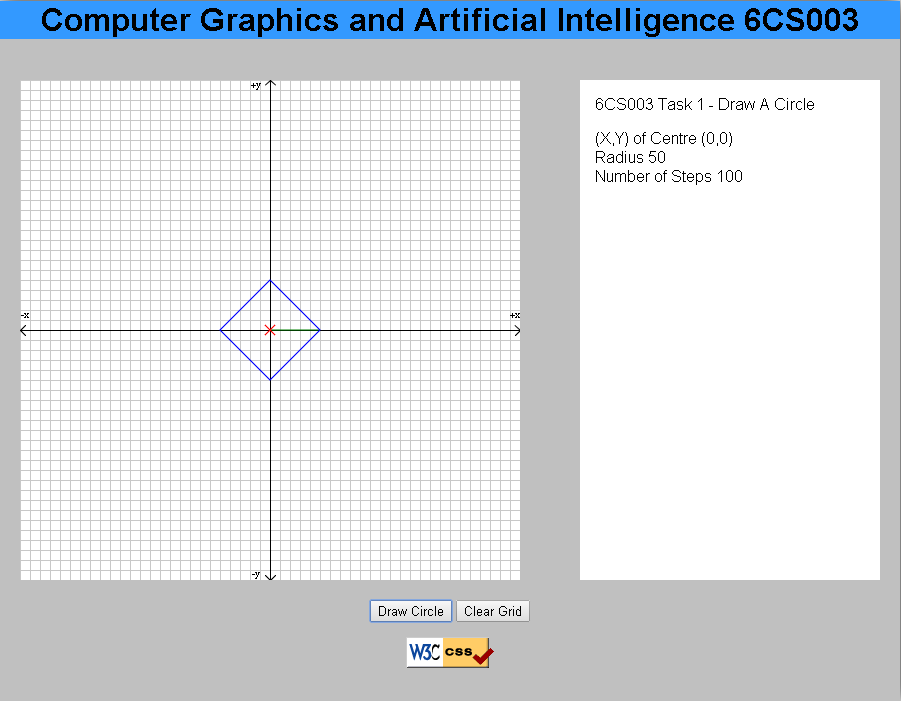 Computer Graphics and Artificial Intelligence 6CS003
+y
6CS003 Task 1 - Draw A Circle
(X,Y) of Centre (0,0)
Radius 50
Number of Steps 100
-x
+x
-y
Draw Circle
Clear Grid
W3C css